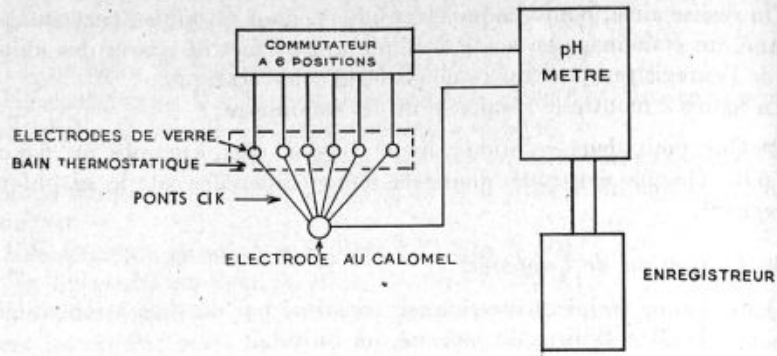 COMMUTATEUR
A 6 POSITIONS
pH
METRE
ELECTRODES DE VERRE
BAIN THERMOSTATIQUE
PONTS ClK
ELECTRODE AU CALOMEL
ENREGISTREUR